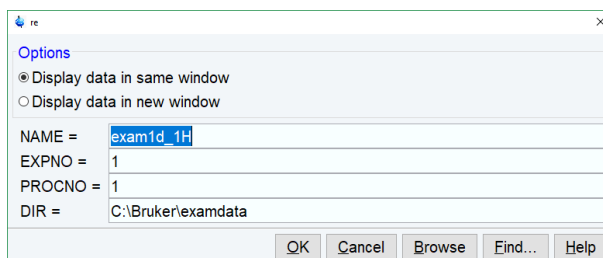 re
Options
Display data in same window
Display data in new window
NAME = exam1d_1H
EXPNO = 1
PROCNO = 1
DIR = C:\Bruker\examdata
OK Cancel Browse Find... Help